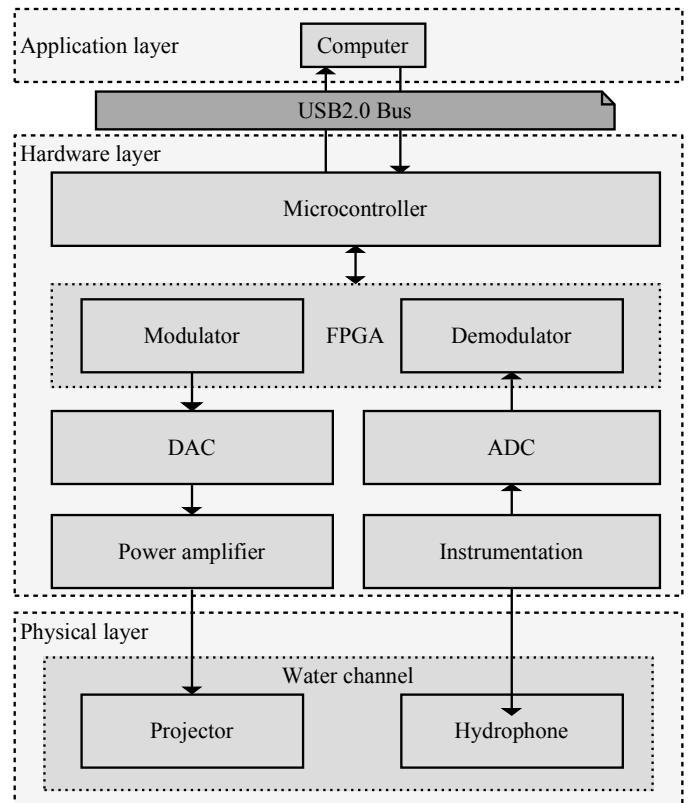 Application layer
Computer
USB2.0 Bus
Hardware layer
Microcontroller
Modulator
FPGA
Demodulator
DAC
ADC
Power amplifier
Instrumentation
Physical layer
Water channel
Projector
Hydrophone